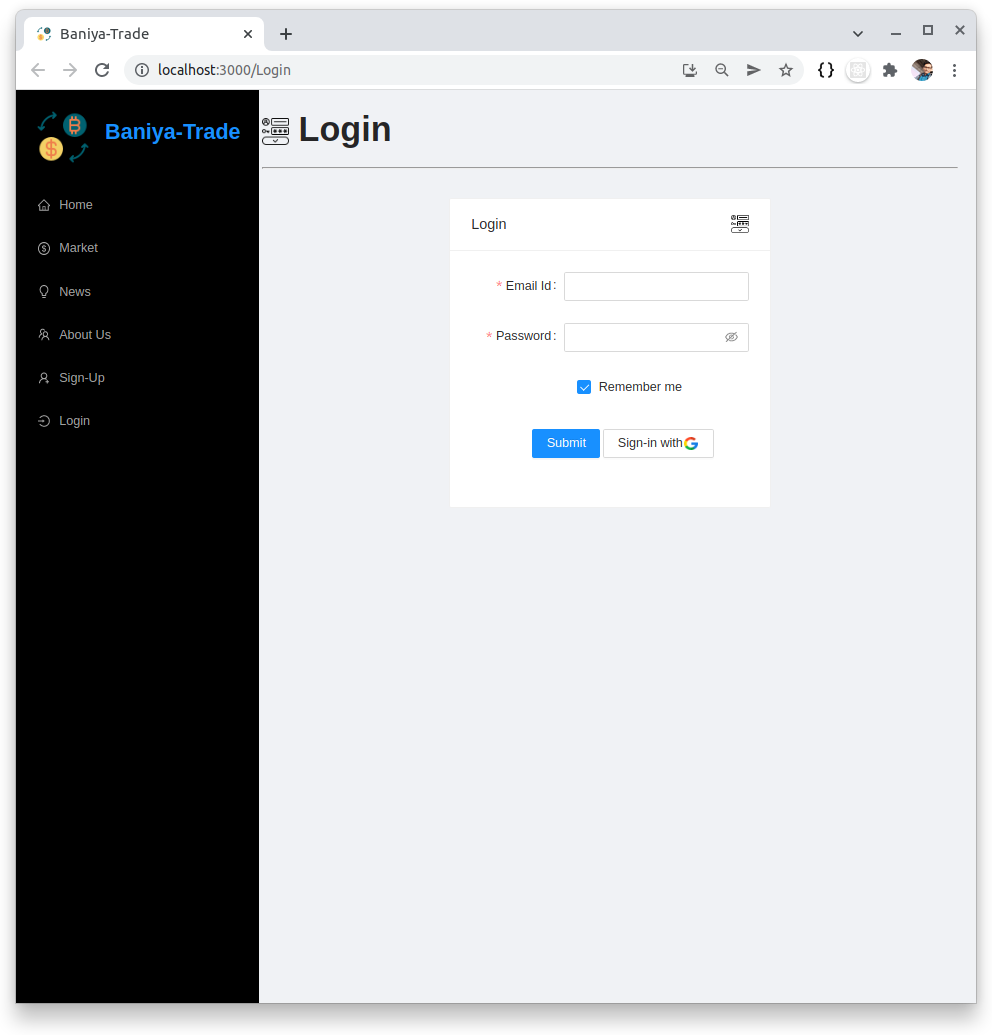 Baniya-Trade
localhost:3000/Login
Baniya-Trade
Home
Market
News
About Us
Sign-Up
Login
Login
Login
* Email Id:
* Password:
Remember me
Submit
Sign-in with